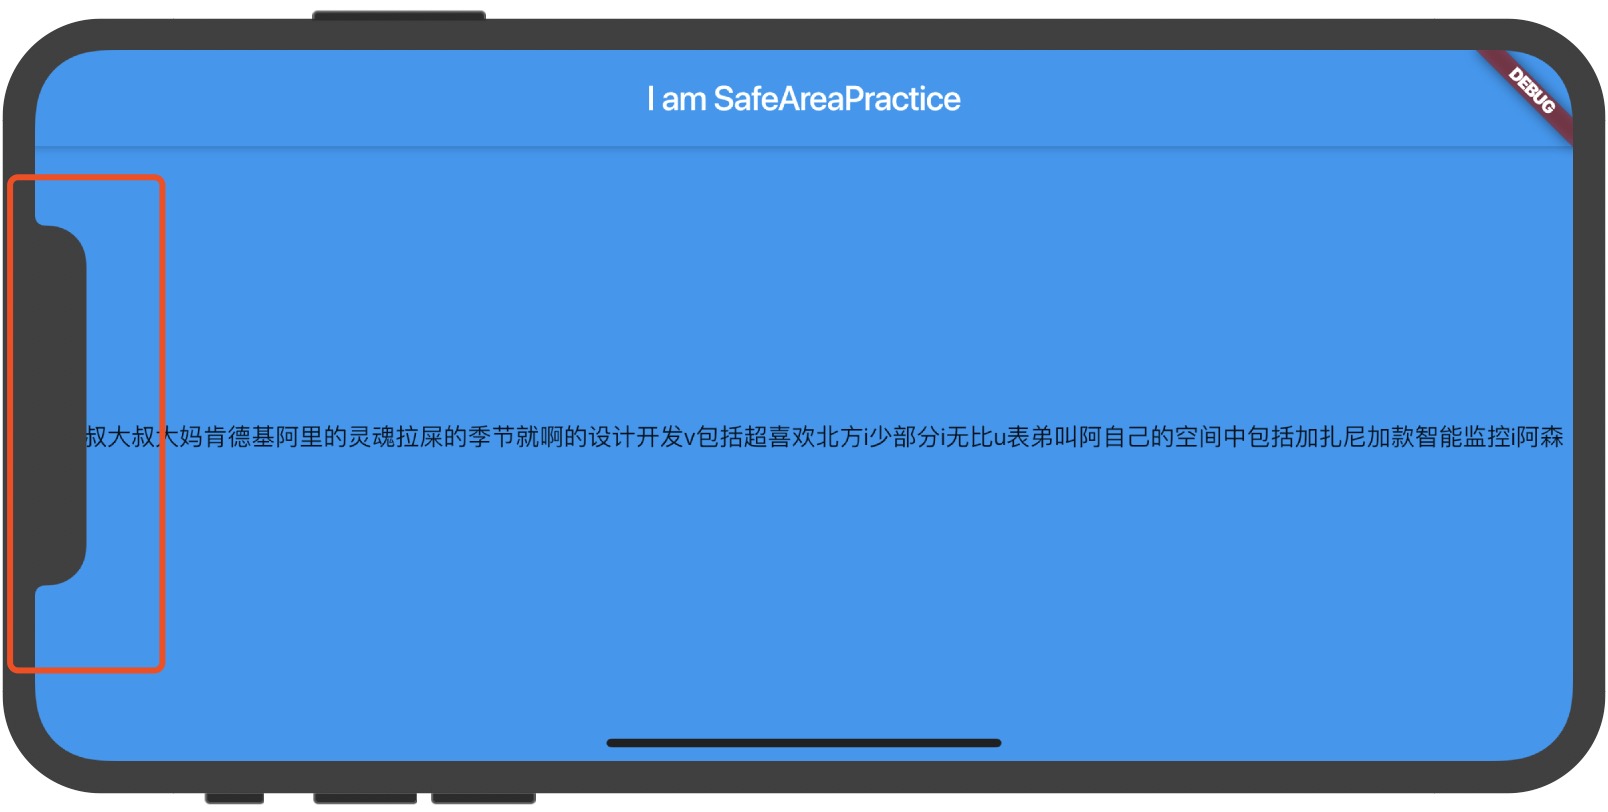 I am SafeAreaPractice
DEBUG
叔大叔大妈肯德基阿里的灵魂拉屎的季节就啊的设计开发v包括超喜欢北方i少部分i无比u表弟叫阿自己的空间中包括加扎尼加款智能监控i阿森